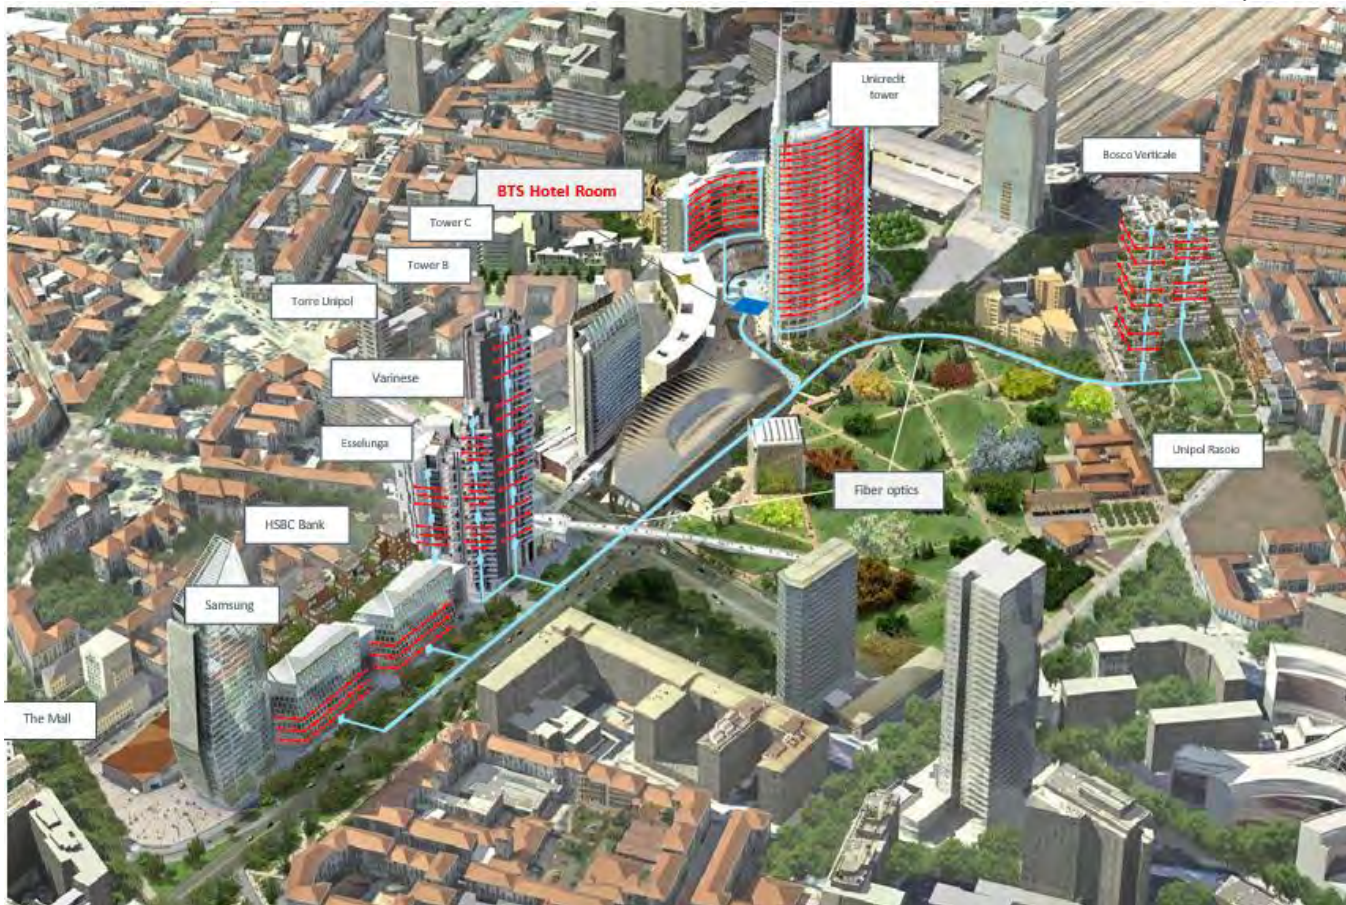 Unicredit
tower
Bosco Verticale
BTS Hotel Room
Tower C
Tower B
Torre Unipol
Varinese
Esselunga
Unipol Rasoio
Fiber optics
HSBC Bank
Samsung
The Mall